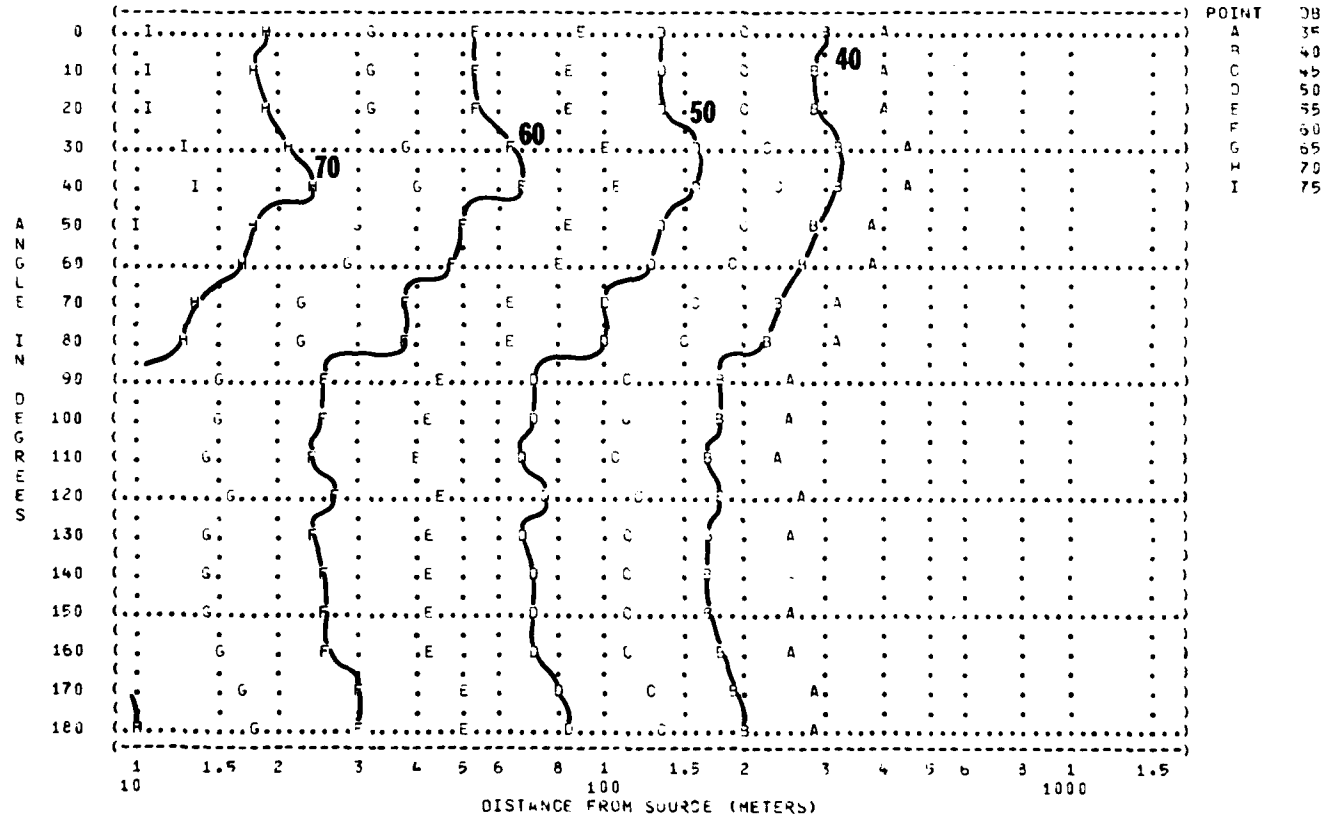 POINT DB
0 I H G F E D C B A
A 35
B 40
10 I H G F E D C B 40 A
C 45
D 50
20 I H G F E D C B A
E 55
50
F 60
60
30 I H G F E D C B A
G 65
70
H 70
40 I H G F E D C B A
I 75
50 I H G F E D C B A
60 H G F E D C B A
70 H G F E D C B A
80 H G F E D C B A
90 G F E D C B A
100 G F E D C B A
110 G F E D C B A
120 G F E D C B A
130 G F E D C B A
140 G F E D C B
150 G F E D C B A
160 G F E D C B A
170 G F E D C B A
180 H G F E D C B A
ANGLE IN DEGREES
1 1.5 2 3 4 5 6 8 1 1.5 2 3 4 5 6 8 1 1.5
10 100 1000
DISTANCE FROM SOURCE (METERS)